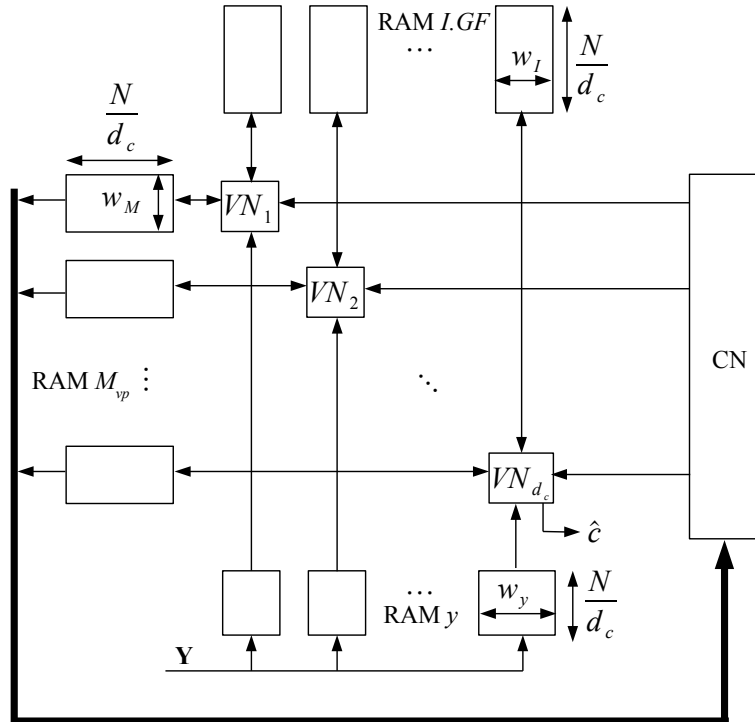 RAM I.GF
...
w_I
N/d_c
N/d_c
w_M
VN_1
VN_2
CN
RAM M_vp ⋮
⋱
VN_{d_c}
ĉ
...
RAM y
w_y
N/d_c
Y